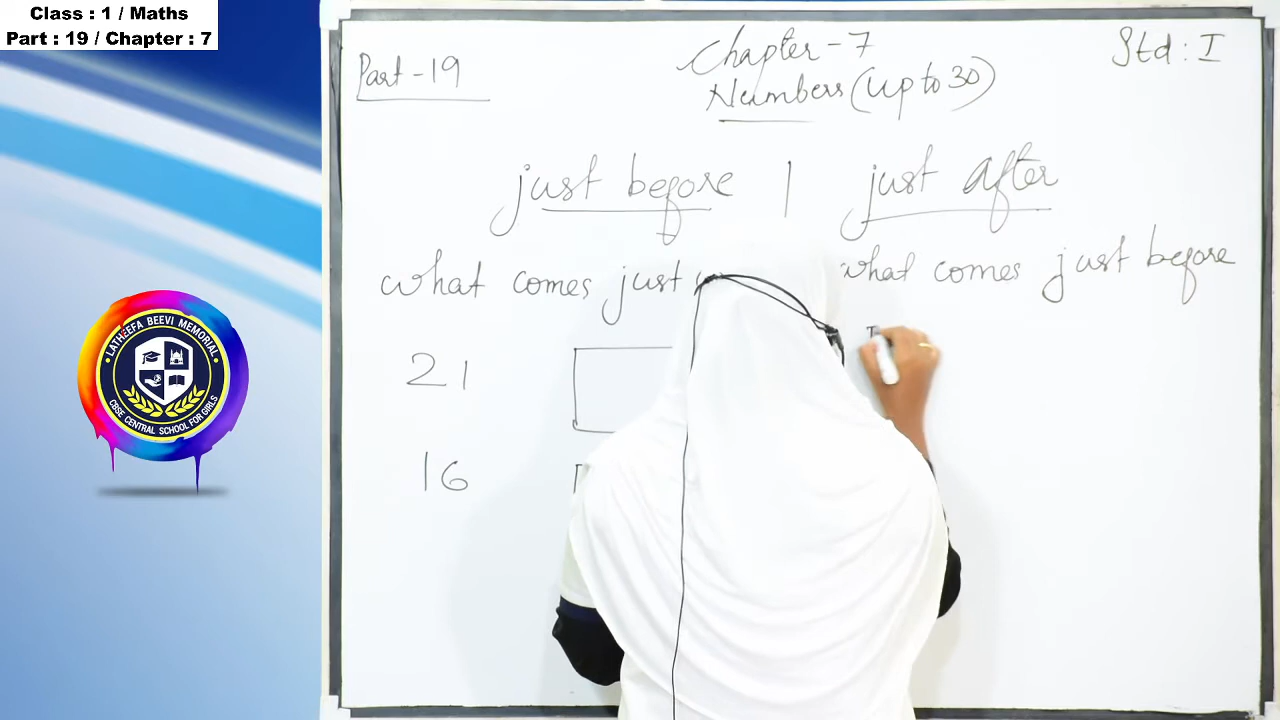 Class : 1 / Maths
Part : 19 / Chapter : 7
Part - 19
Chapter - 7
Std : I
Numbers (up to 30)
just before | just after
what comes just
what comes just before
21
16
LATHEEFA BEEVI MEMORIAL
CBSE CENTRAL SCHOOL FOR GIRLS